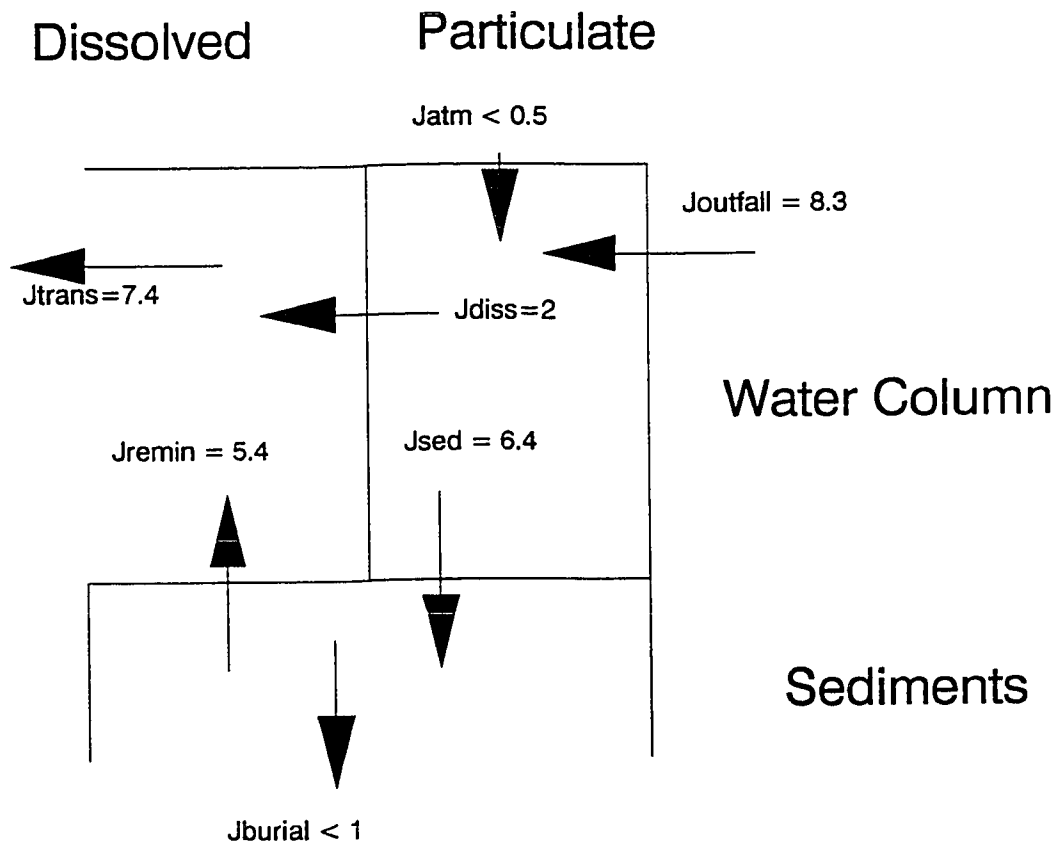 Dissolved
Particulate
Jatm < 0.5
Joutfall = 8.3
Jtrans=7.4
Jdiss=2
Water Column
Jremin = 5.4
Jsed = 6.4
Sediments
Jburial < 1